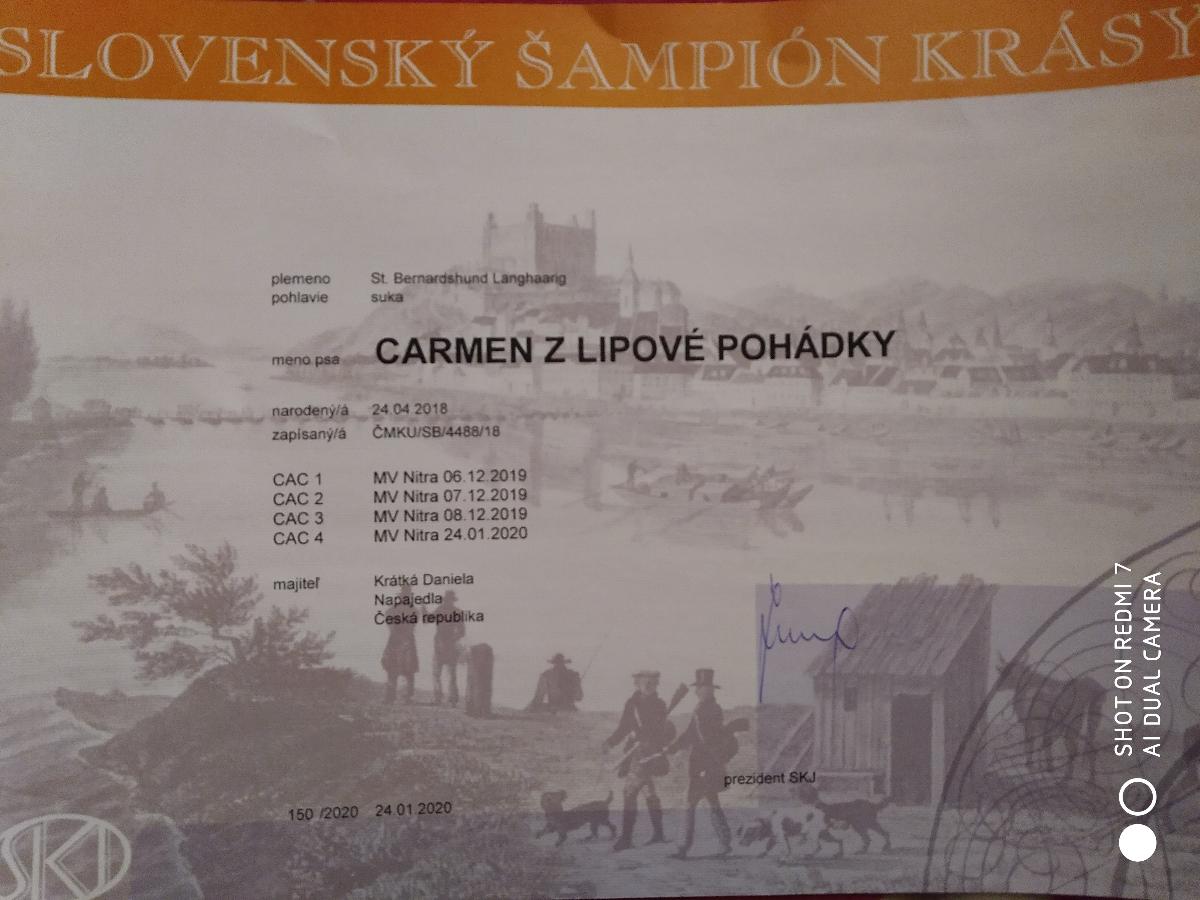 SLOVENSKÝ ŠAMPIÓN KRÁSY
plemeno St. Bernardshund Langhaarig
pohlavie suka
meno psa CARMEN Z LIPOVÉ POHÁDKY
narodený/á 24.04 2018
zapísaný/á ČMKU/SB/4488/18
CAC 1 MV Nitra 06.12.2019
CAC 2 MV Nitra 07.12.2019
CAC 3 MV Nitra 08.12.2019
CAC 4 MV Nitra 24.01.2020
majiteľ Krátká Daniela
Napajedla
Česká republika
prezident SKJ
150 /2020 24.01.2020
SKJ
SHOT ON REDMI 7
AI DUAL CAMERA